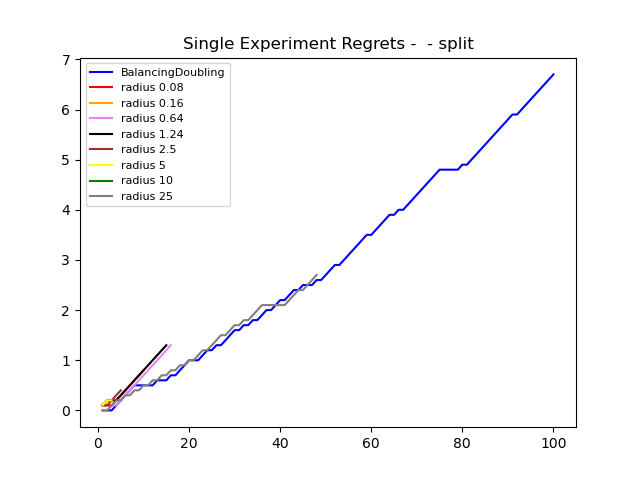 Single Experiment Regrets -  - split
7
6
5
4
3
2
1
0
BalancingDoubling
radius 0.08
radius 0.16
radius 0.64
radius 1.24
radius 2.5
radius 5
radius 10
radius 25
0 20 40 60 80 100